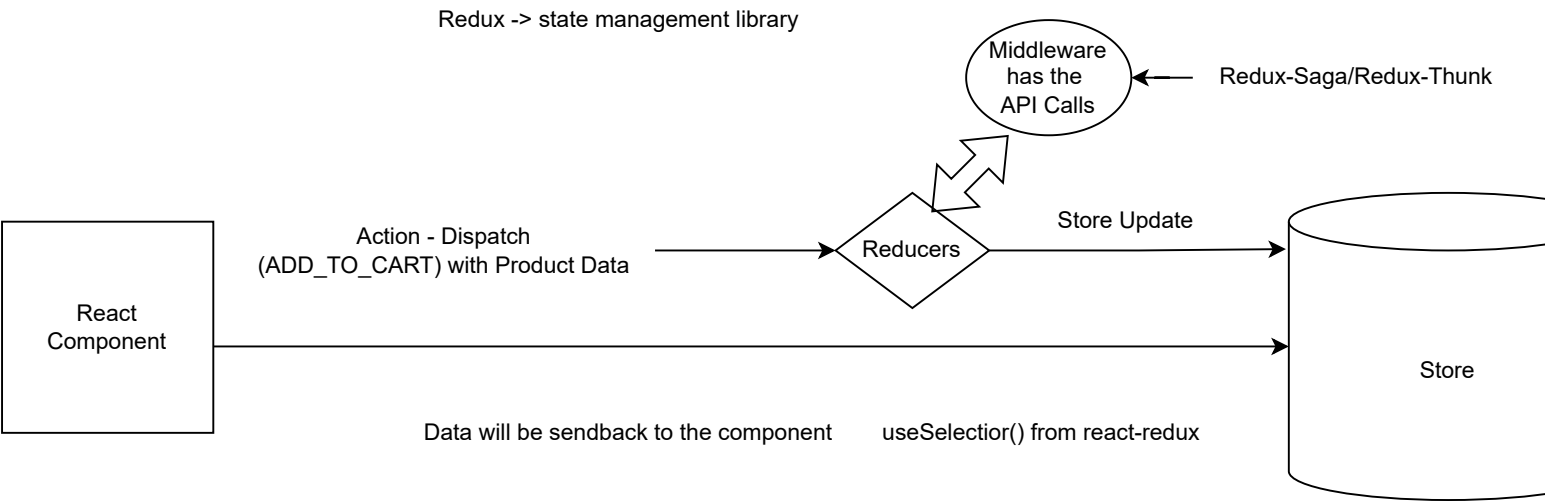 Redux -> state management library
Middleware
has the
API Calls
Redux-Saga/Redux-Thunk
Store Update
Action - Dispatch
(ADD_TO_CART) with Product Data
Reducers
React
Component
Store
Data will be sendback to the component
useSelectior() from react-redux